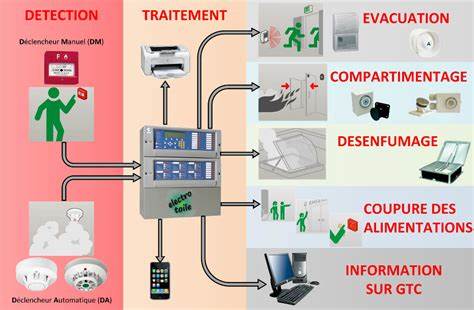 DETECTION
Déclencheur Manuel (DM)
Déclencheur Automatique (DA)
TRAITEMENT
electro
toile
EVACUATION
COMPARTIMENTAGE
DESENFUMAGE
COUPURE DES
ALIMENTATIONS
INFORMATION
SUR GTC